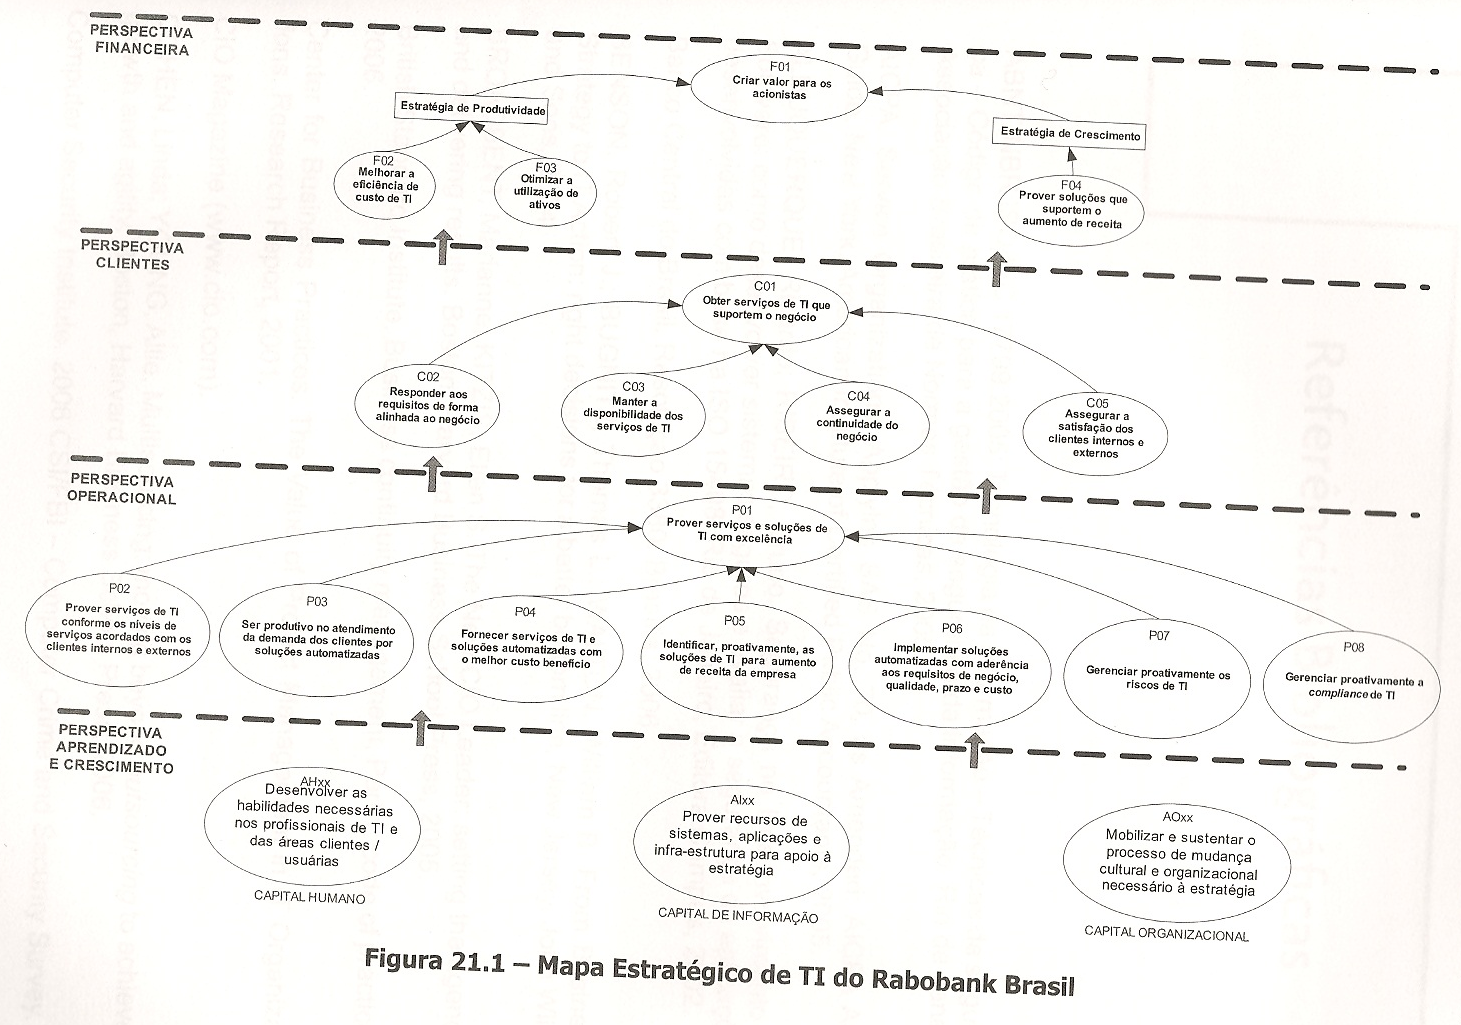 PERSPECTIVA
FINANCEIRA
F01
Criar valor para os
acionistas
Estratégia de Produtividade
Estratégia de Crescimento
F02
Melhorar a
eficiência de
custo de TI
F03
Otimizar a
utilização de
ativos
F04
Prover soluções que
suportem o
aumento de receita
PERSPECTIVA
CLIENTES
C01
Obter serviços de TI que
suportem o negócio
C02
Responder aos
requisitos de forma
alinhada ao negócio
C03
Manter a
disponibilidade dos
serviços de TI
C04
Assegurar a
continuidade do
negócio
C05
Assegurar a
satisfação dos
clientes internos e
externos
PERSPECTIVA
OPERACIONAL
P01
Prover serviços e soluções de
TI com excelência
P02
Prover serviços de TI
conforme os níveis de
serviços acordados com os
clientes internos e externos
P03
Ser produtivo no atendimento
da demanda dos clientes por
soluções automatizadas
P04
Fornecer serviços de TI e
soluções automatizadas com
o melhor custo benefício
P05
Identificar, proativamente, as
soluções de TI para aumento
de receita da empresa
P06
Implementar soluções
automatizadas com aderência
aos requisitos de negócio,
qualidade, prazo e custo
P07
Gerenciar proativamente os
riscos de TI
P08
Gerenciar proativamente a
compliance de TI
PERSPECTIVA
APRENDIZADO
E CRESCIMENTO
AHxx
Desenvolver as
habilidades necessárias
nos profissionais de TI e
das áreas clientes /
usuárias
CAPITAL HUMANO
AIxx
Prover recursos de
sistemas, aplicações e
infra-estrutura para apoio à
estratégia
CAPITAL DE INFORMAÇÃO
AOxx
Mobilizar e sustentar o
processo de mudança
cultural e organizacional
necessário à estratégia
CAPITAL ORGANIZACIONAL
Figura 21.1 – Mapa Estratégico de TI do Rabobank Brasil